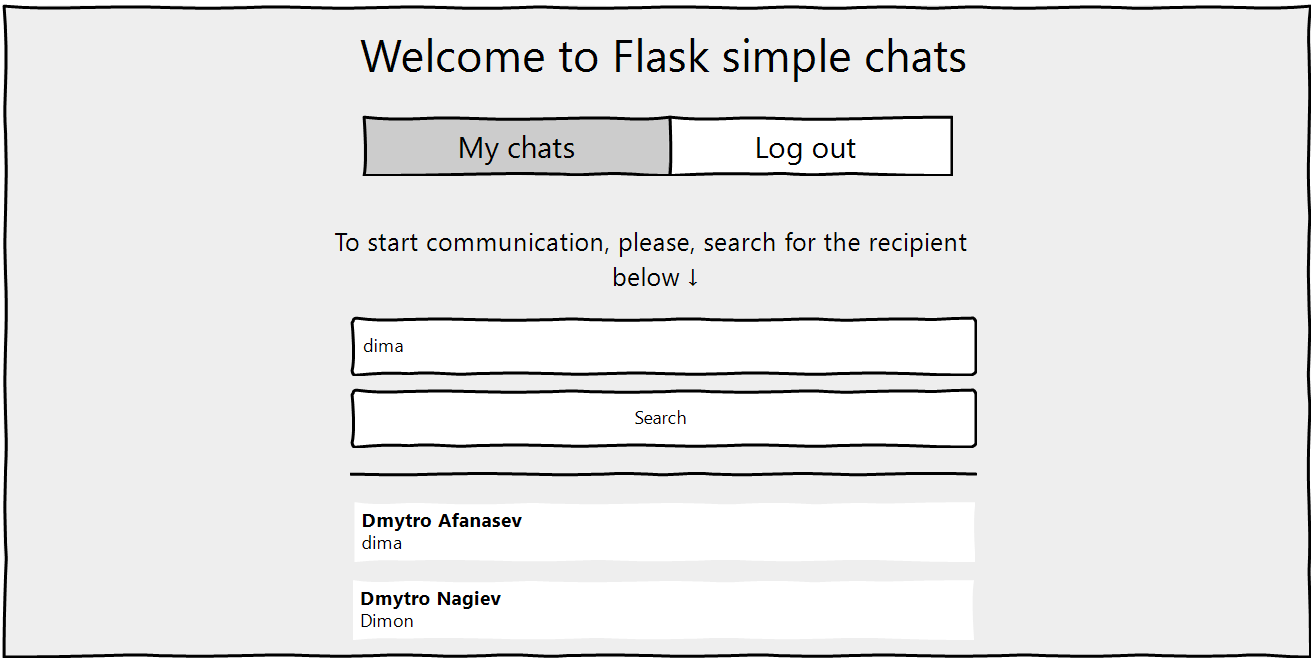 Welcome to Flask simple chats
My chats
Log out
To start communication, please, search for the recipient
below ↓
dima
Search
Dmytro Afanasev
dima
Dmytro Nagiev
Dimon